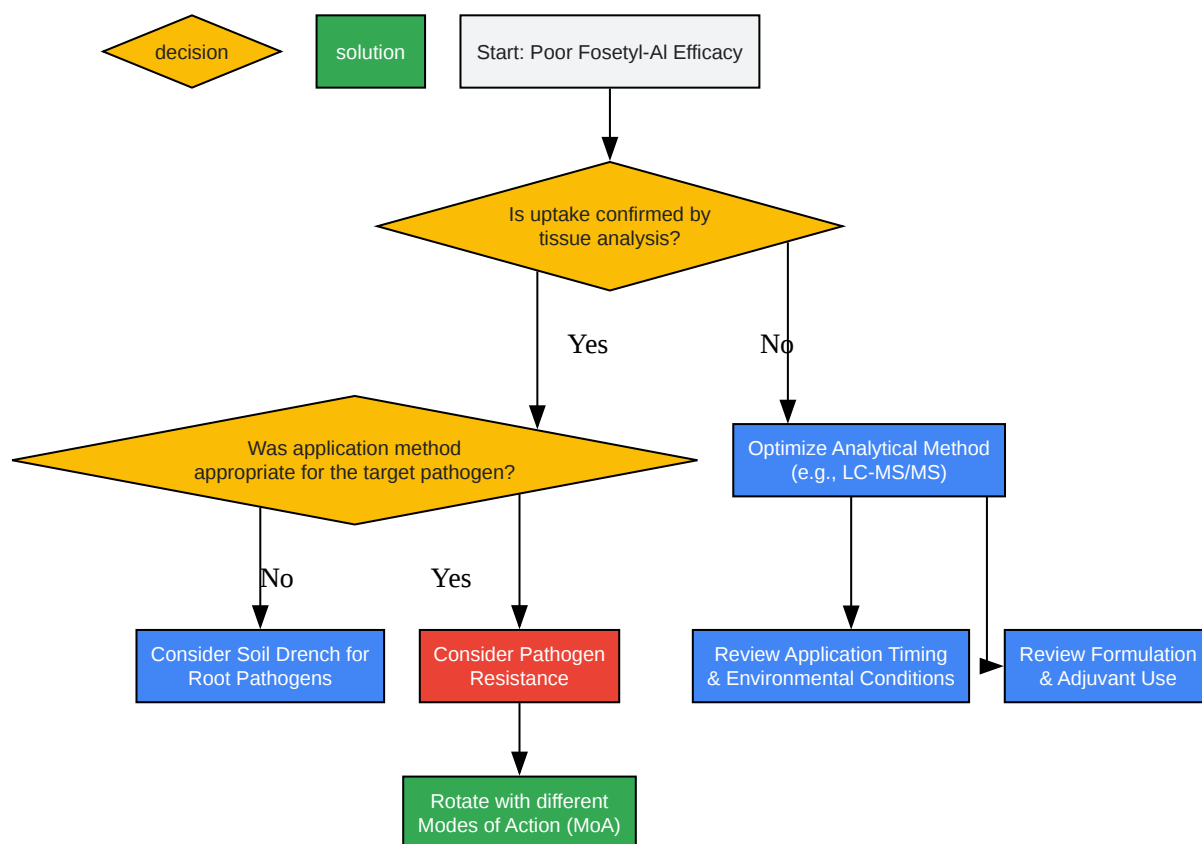 decision
solution
Start: Poor Fosetyl-Al Efficacy
Is uptake confirmed by
tissue analysis?
Yes
No
Was application method
appropriate for the target pathogen?
Optimize Analytical Method
(e.g., LC-MS/MS)
No
Yes
Consider Soil Drench for
Root Pathogens
Consider Pathogen
Resistance
Review Application Timing
& Environmental Conditions
Review Formulation
& Adjuvant Use
Rotate with different
Modes of Action (MoA)